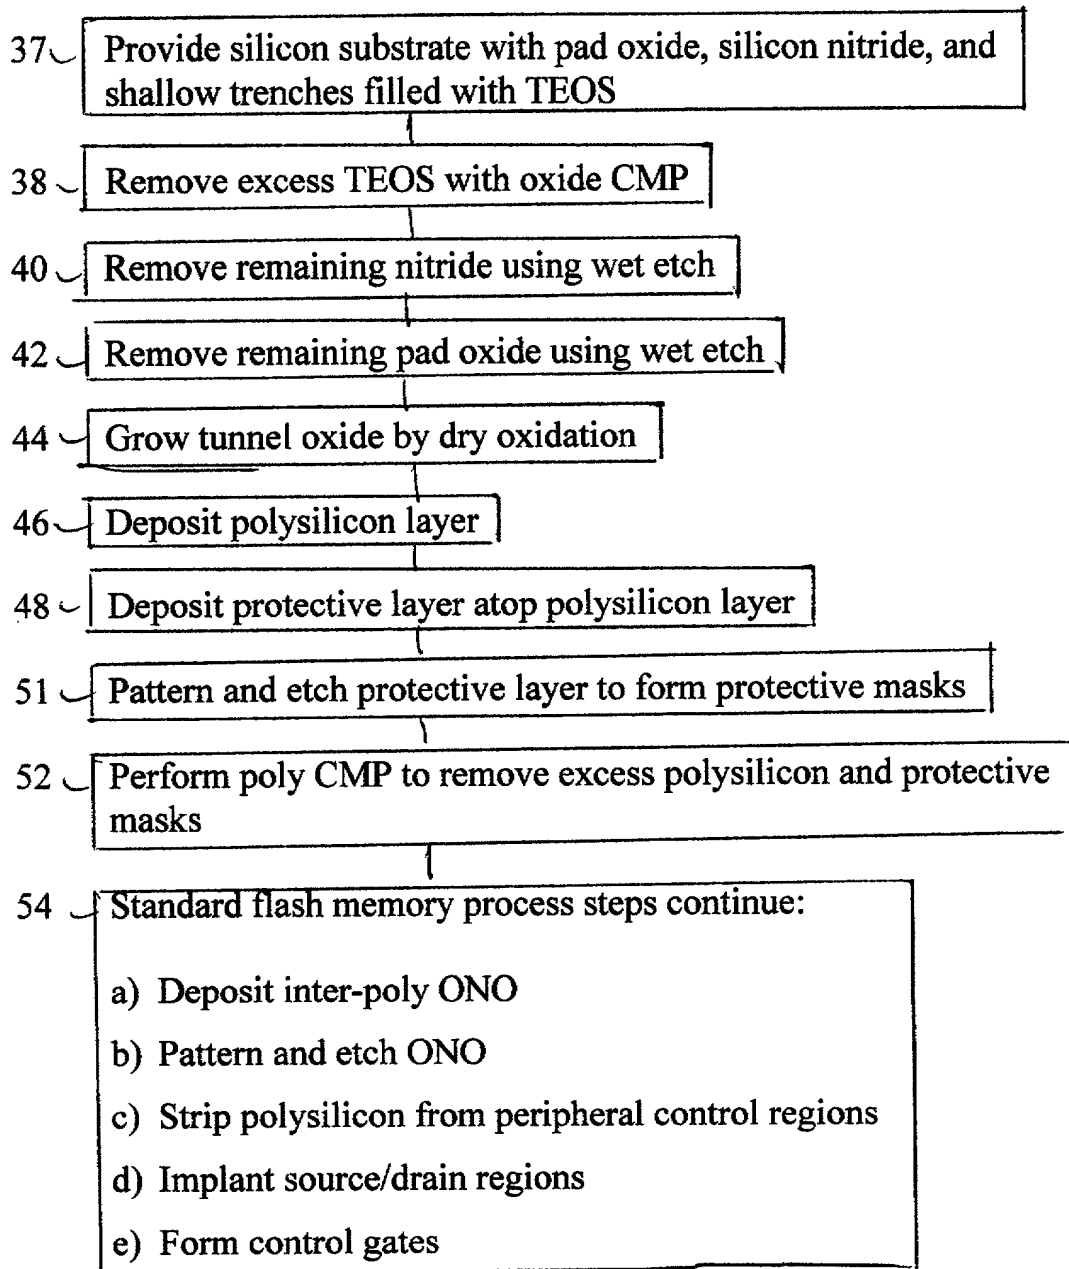 37 Provide silicon substrate with pad oxide, silicon nitride, and
shallow trenches filled with TEOS
38 Remove excess TEOS with oxide CMP
40 Remove remaining nitride using wet etch
42 Remove remaining pad oxide using wet etch
44 Grow tunnel oxide by dry oxidation
46 Deposit polysilicon layer
48 Deposit protective layer atop polysilicon layer
51 Pattern and etch protective layer to form protective masks
52 Perform poly CMP to remove excess polysilicon and protective
masks
54 Standard flash memory process steps continue:
a) Deposit inter-poly ONO
b) Pattern and etch ONO
c) Strip polysilicon from peripheral control regions
d) Implant source/drain regions
e) Form control gates